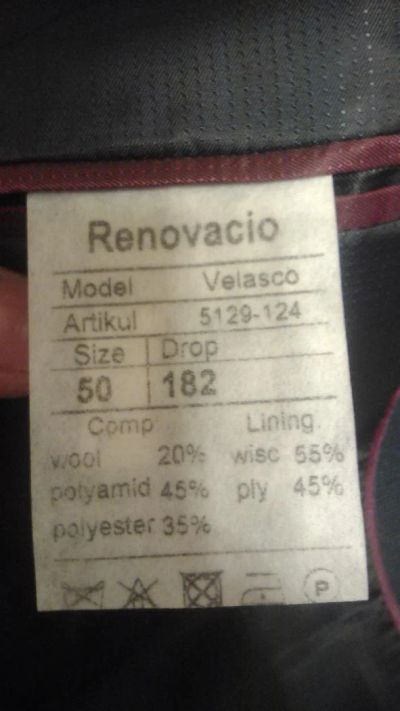 Renovacio
Model Velasco
Artikul 5129-124
Size Drop
50 182
Comp Lining
wool 20% wisc 55%
polyamid 45% ply 45%
polyester 35%
P